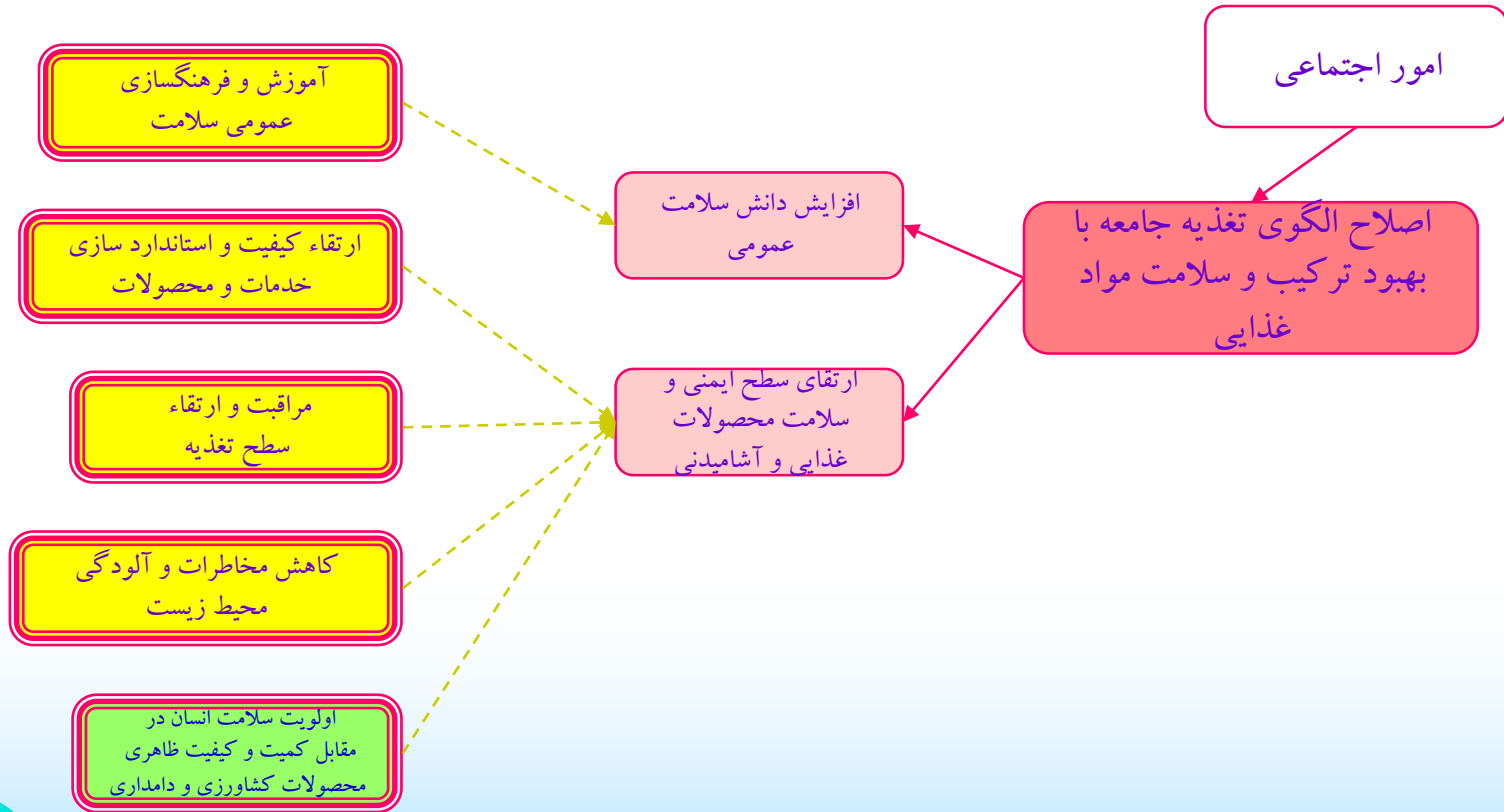 امور اجتماعی
اصلاح الگوی تغذیه جامعه با
بهبود ترکیب و سلامت مواد
غذایی
افزایش دانش سلامت
عمومی
ارتقای سطح ایمنی و
سلامت محصولات
غذایی و آشامیدنی
آموزش و فرهنگسازی
عمومی سلامت
ارتقاء کیفیت و استاندارد سازی
خدمات و محصولات
مراقبت و ارتقاء
سطح تغذیه
کاهش مخاطرات و آلودگی
محیط زیست
اولویت سلامت انسان در
مقابل کمیت و کیفیت ظاهری
محصولات کشاورزی و دامداری